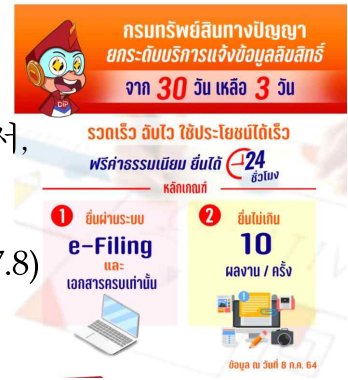 กรมทรัพย์สินทางปัญญา
ยกระดับบริการแจ้งข้อมูลลิขสิทธิ์
จาก 30 วัน เหลือ 3 วัน
DIP
รวดเร็ว ฉับไว ใช้ประโยชน์ได้เร็ว
서,
ฟรีค่าธรรมเนียม ยื่นได้ 24
ชั่วโมง
หลักเกณฑ์
1 ยื่นผ่านระบบ
e-Filing
และ
เอกสารครบเท่านั้น
7.8)
2 ยื่นไม่เกิน
10
ผลงาน / ครั้ง
ข้อมูล ณ วันที่ 8 ก.ค. 64